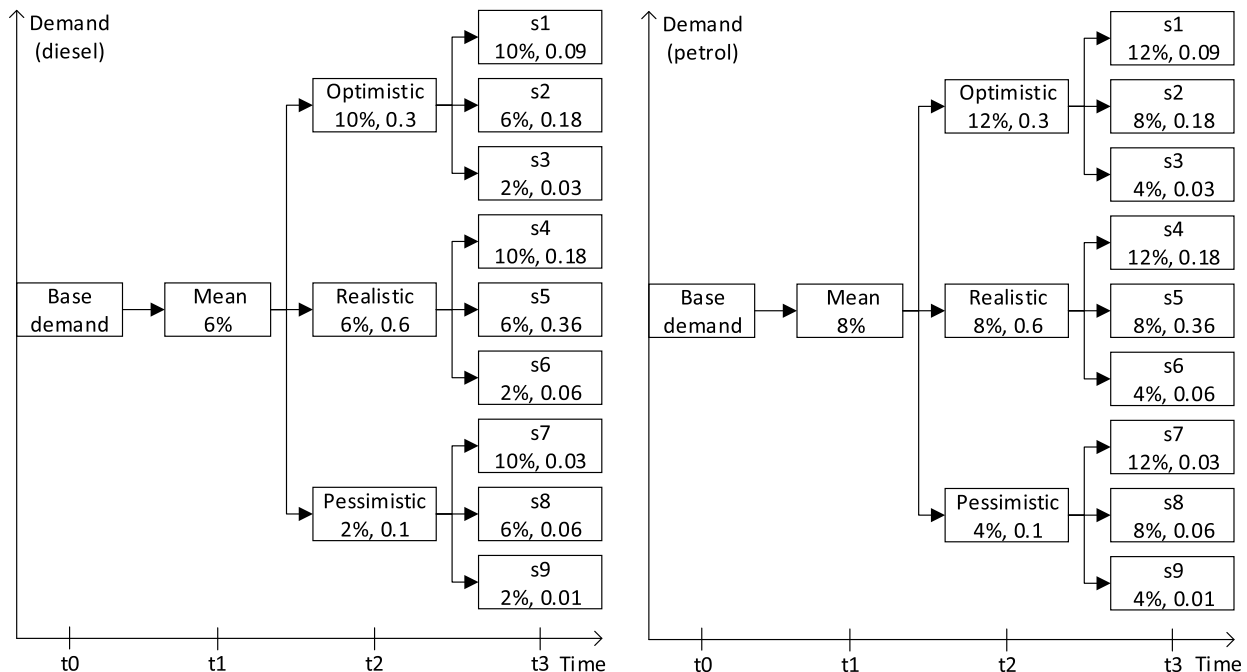 Demand
(diesel)
s1
10%, 0.09
Optimistic
10%, 0.3
s2
6%, 0.18
s3
2%, 0.03
s4
10%, 0.18
Base
demand
Mean
6%
Realistic
6%, 0.6
s5
6%, 0.36
s6
2%, 0.06
s7
10%, 0.03
Pessimistic
2%, 0.1
s8
6%, 0.06
s9
2%, 0.01
t0
t1
t2
t3
Time
Demand
(petrol)
s1
12%, 0.09
Optimistic
12%, 0.3
s2
8%, 0.18
s3
4%, 0.03
s4
12%, 0.18
Base
demand
Mean
8%
Realistic
8%, 0.6
s5
8%, 0.36
s6
4%, 0.06
s7
12%, 0.03
Pessimistic
4%, 0.1
s8
8%, 0.06
s9
4%, 0.01
t0
t1
t2
t3
Time